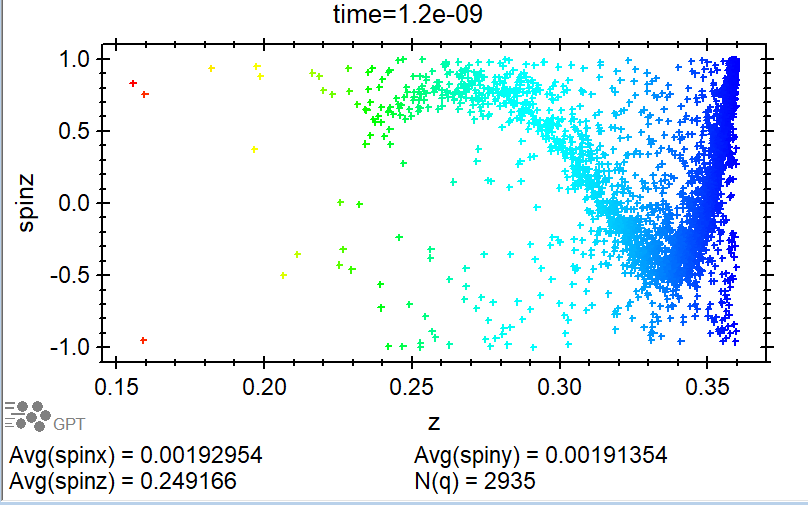 time=1.2e-09
1.0
0.5
0.0
-0.5
-1.0
spinz
0.15 0.20 0.25 0.30 0.35
z
GPT
Avg(spinx) = 0.00192954 Avg(spiny) = 0.00191354
Avg(spinz) = 0.249166 N(q) = 2935